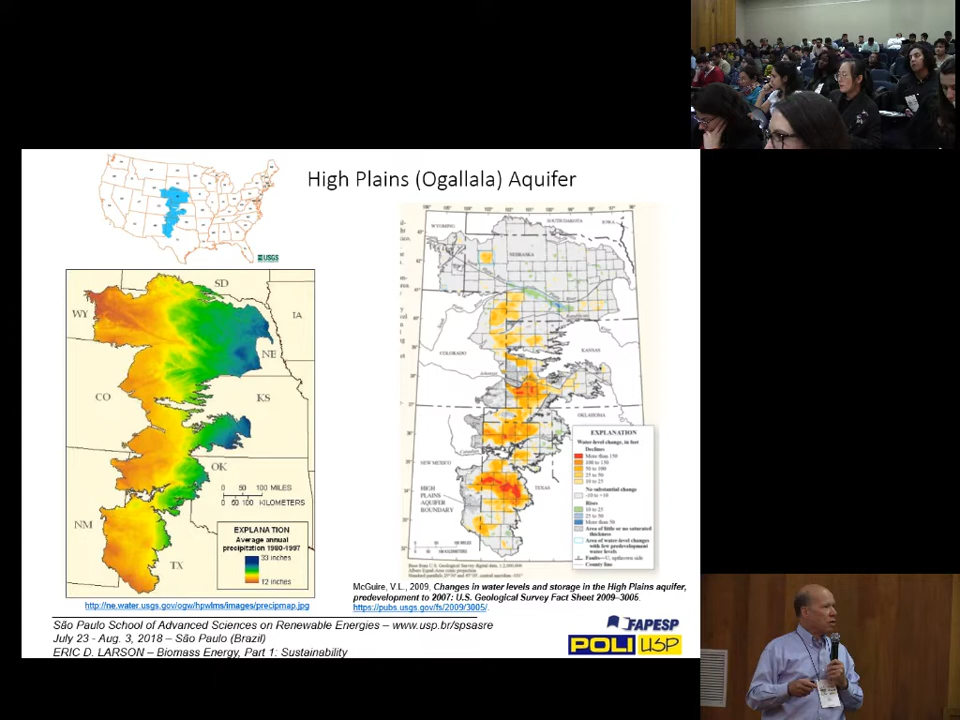 High Plains (Ogallala) Aquifer
USGS
SD
WY
IA
NE
CO
KS
OK
NM
TX
0 50 100 MILES
0 50 100 KILOMETERS
EXPLANATION
Average annual
precipitation 1980-1997
33 inches
12 inches
http://ne.water.usgs.gov/ogw/hpwlms/images/precipmap.jpg
WYOMING
SOUTH DAKOTA
IOWA
NEBRASKA
COLORADO
KANSAS
OKLAHOMA
NEW MEXICO
TEXAS
HIGH
PLAINS
AQUIFER
BOUNDARY
EXPLANATION
Water-level change, in feet
Declines
More than 150
100 to 150
50 to 100
25 to 50
10 to 25
No substantial change
-10 to +10
Rises
10 to 25
25 to 50
More than 50
Area of little or no saturated
thickness
Area of water-level changes
with few predevelopment
water levels
Faults—U, upthrown side
County line
McGuire, V.L., 2009, Changes in water levels and storage in the High Plains aquifer,
predevelopment to 2007: U.S. Geological Survey Fact Sheet 2009–3005.
https://pubs.usgs.gov/fs/2009/3005/.
São Paulo School of Advanced Sciences on Renewable Energies – www.usp.br/spsasre
July 23 - Aug. 3, 2018 – São Paulo (Brazil)
ERIC D. LARSON – Biomass Energy, Part 1: Sustainability
FAPESP
POLI USP